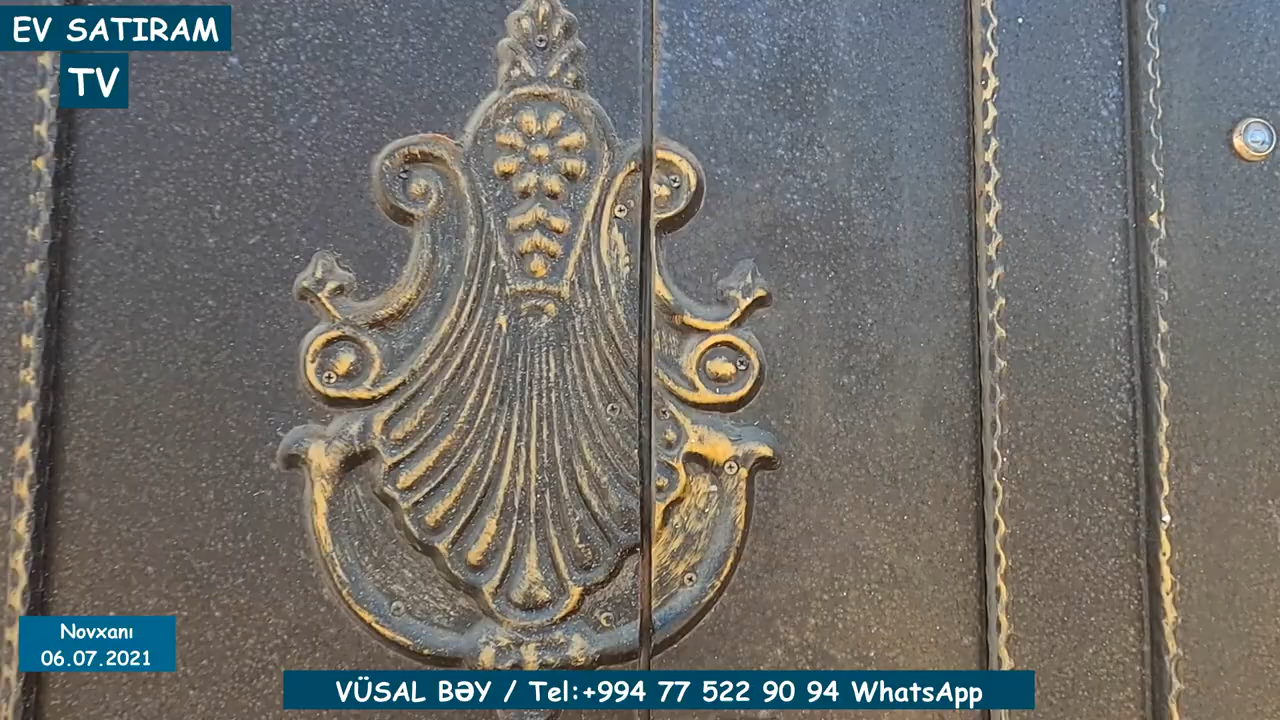 EV SATIRAM
TV
Novxanı
06.07.2021
VÜSAL BƏY / Tel:+994 77 522 90 94 WhatsApp